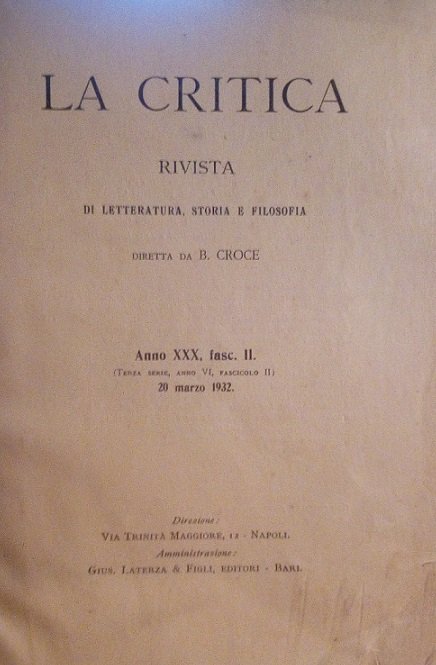 LA CRITICA
RIVISTA
DI LETTERATURA, STORIA E FILOSOFIA
DIRETTA DA B. CROCE
Anno XXX, fasc. II.
(Terza serie, anno VI, fascicolo II)
20 marzo 1932.
Direzione:
Via Trinità Maggiore, 12 - Napoli.
Amministrazione:
Gius. Laterza & Figli, editori - Bari.